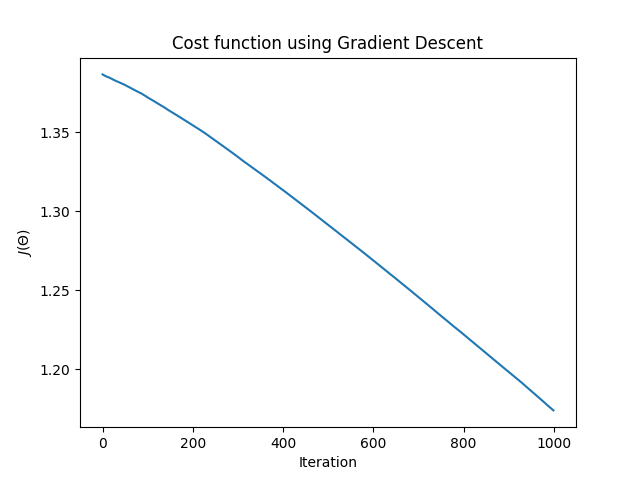 Cost function using Gradient Descent
J(Θ)
1.35
1.30
1.25
1.20
0 200 400 600 800 1000
Iteration